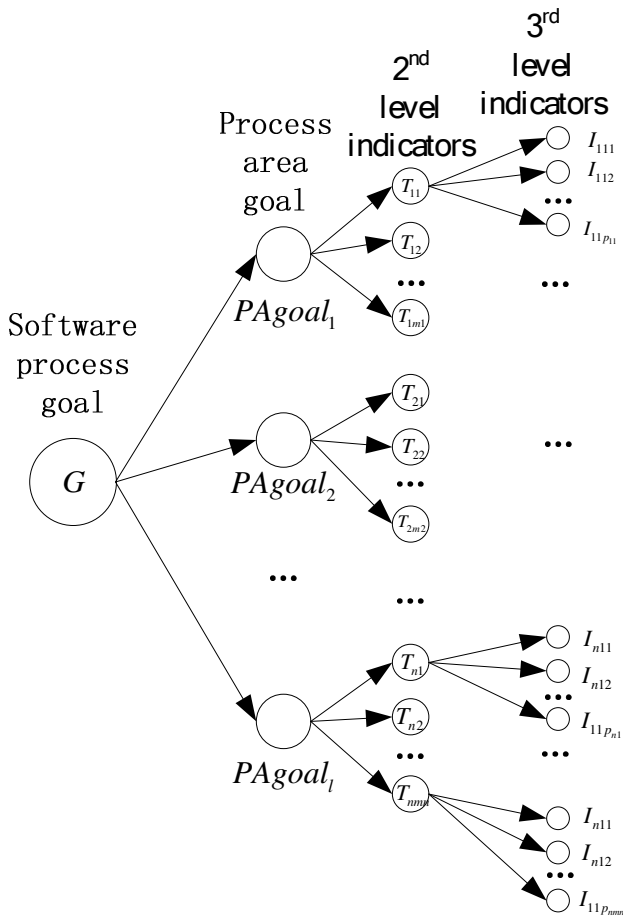 3rd
level
indicators
2nd
level
indicators
Process
area
goal
Software
process
goal
G
PAgoal1
PAgoal2
...
PAgoall
T11
T12
...
T1m1
T21
T22
...
T2m2
...
Tn1
Tn2
...
Tnmn
I111
I112
...
I11p11
...
...
In11
In12
...
I11pn1
...
In11
In12
...
I11pnmn